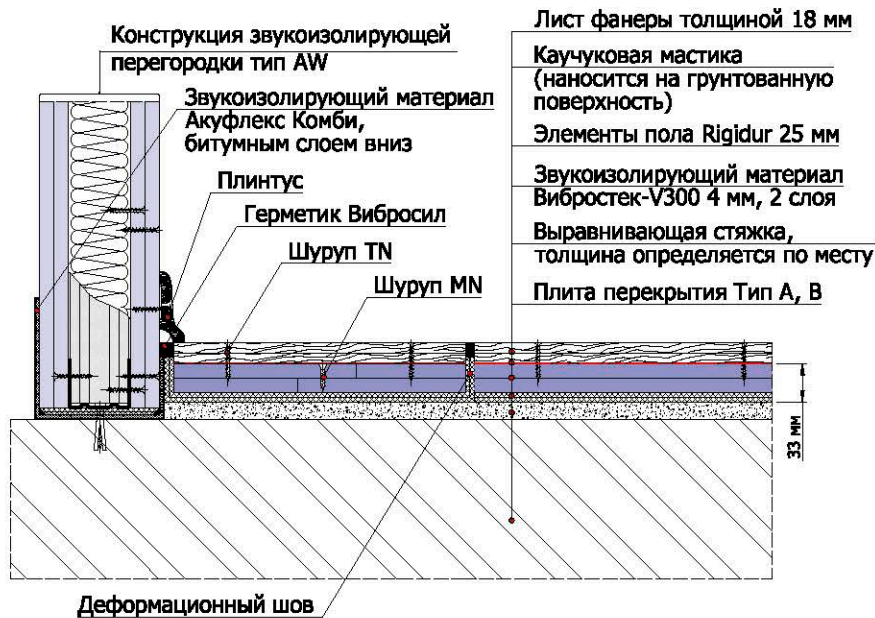 Конструкция звукоизолирующей
перегородки тип AW
Звукоизолирующий материал
Акуфлекс Комби,
битумным слоем вниз
Плинтус
Герметик Вибросил
Шуруп TN
Шуруп MN
Лист фанеры толщиной 18 мм
Каучуковая мастика
(наносится на грунтованную
поверхность)
Элементы пола Rigidur 25 мм
Звукоизолирующий материал
Вибростек-V300 4 мм, 2 слоя
Выравнивающая стяжка,
толщина определяется по месту
Плита перекрытия Тип А, В
33 мм
Деформационный шов